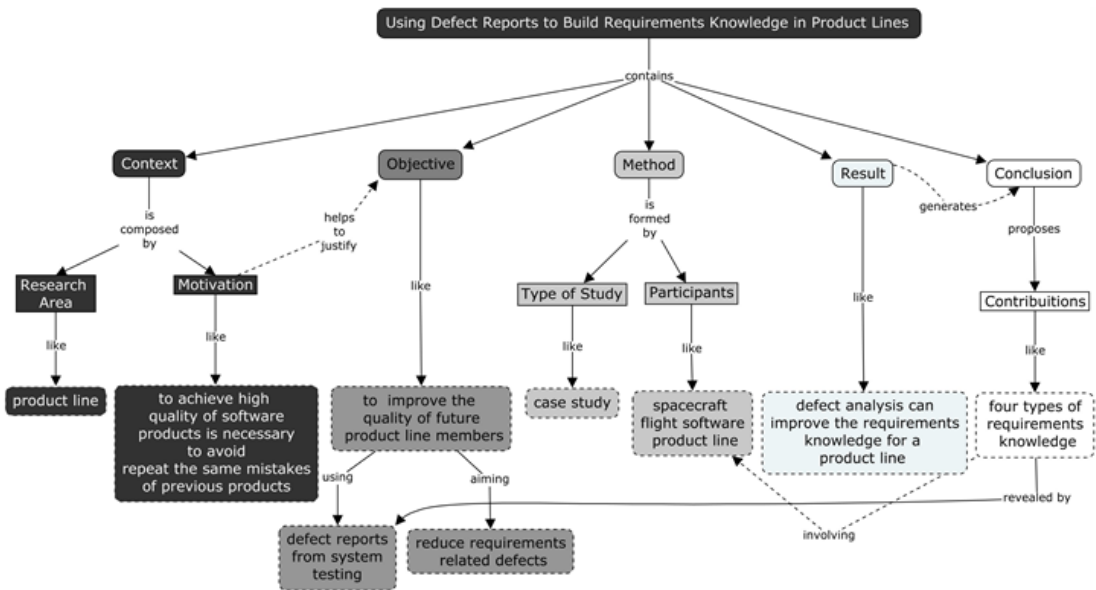 Using Defect Reports to Build Requirements Knowledge in Product Lines
contains
Context
Objective
Method
Result
Conclusion
generates
is
composed
by
helps
to
justify
is
formed
by
proposes
Research
Area
Motivation
like
Type of Study
Participants
like
Contribuitions
like
like
like
like
like
product line
to achieve high
quality of software
products is necessary
to avoid
repeat the same mistakes
of previous products
to improve the
quality of future
product line members
case study
spacecraft
flight software
product line
defect analysis can
improve the requirements
knowledge for a
product line
four types of
requirements
knowledge
using
aiming
revealed by
involving
defect reports
from system
testing
reduce requirements
related defects